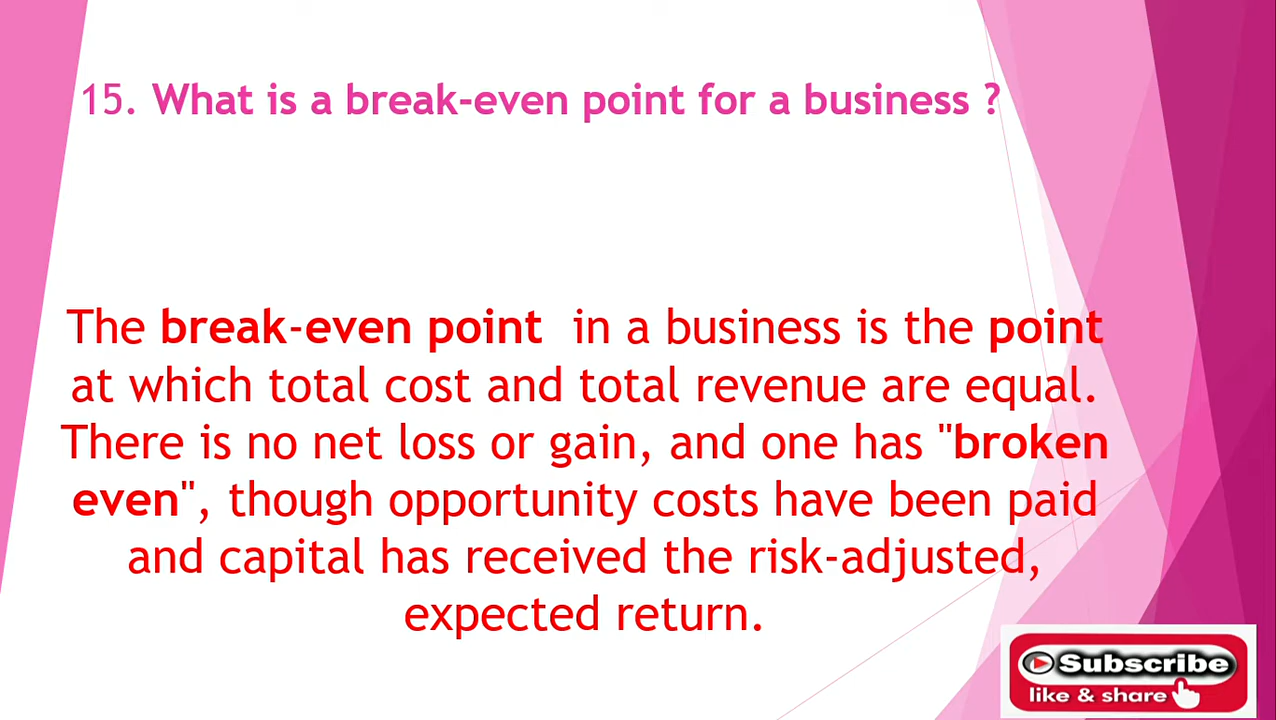 15. What is a break-even point for a business ?
The break-even point in a business is the point
at which total cost and total revenue are equal.
There is no net loss or gain, and one has "broken
even", though opportunity costs have been paid
and capital has received the risk-adjusted,
expected return.
Subscribe
like & share